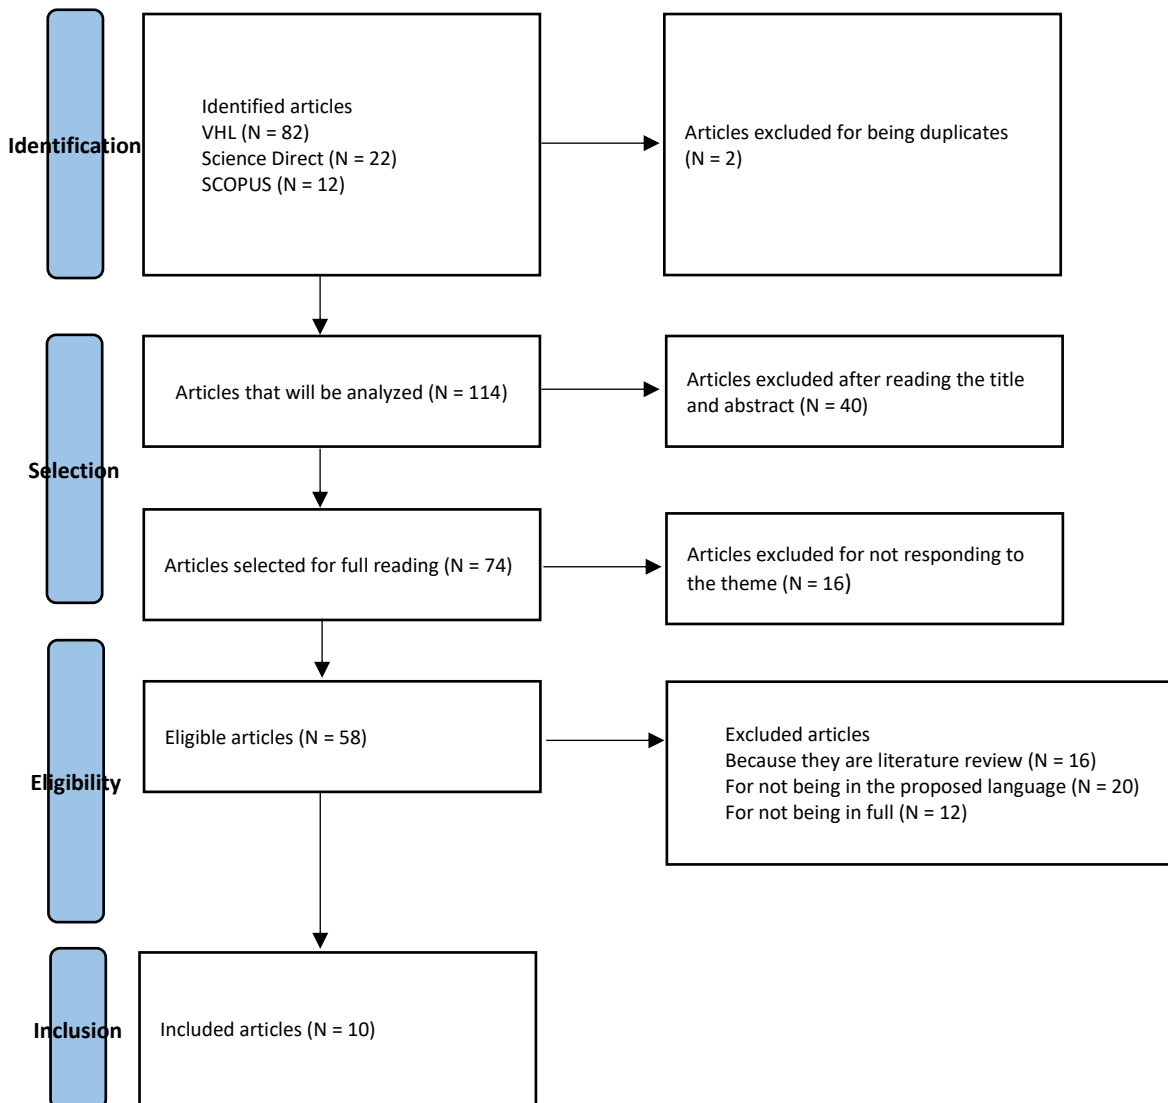 Identification
Identified articles
VHL (N = 82)
Science Direct (N = 22)
SCOPUS (N = 12)
Articles excluded for being duplicates
(N = 2)
Selection
Articles that will be analyzed (N = 114)
Articles excluded after reading the title
and abstract (N = 40)
Articles selected for full reading (N = 74)
Articles excluded for not responding to
the theme (N = 16)
Eligibility
Eligible articles (N = 58)
Excluded articles
Because they are literature review (N = 16)
For not being in the proposed language (N = 20)
For not being in full (N = 12)
Inclusion
Included articles (N = 10)